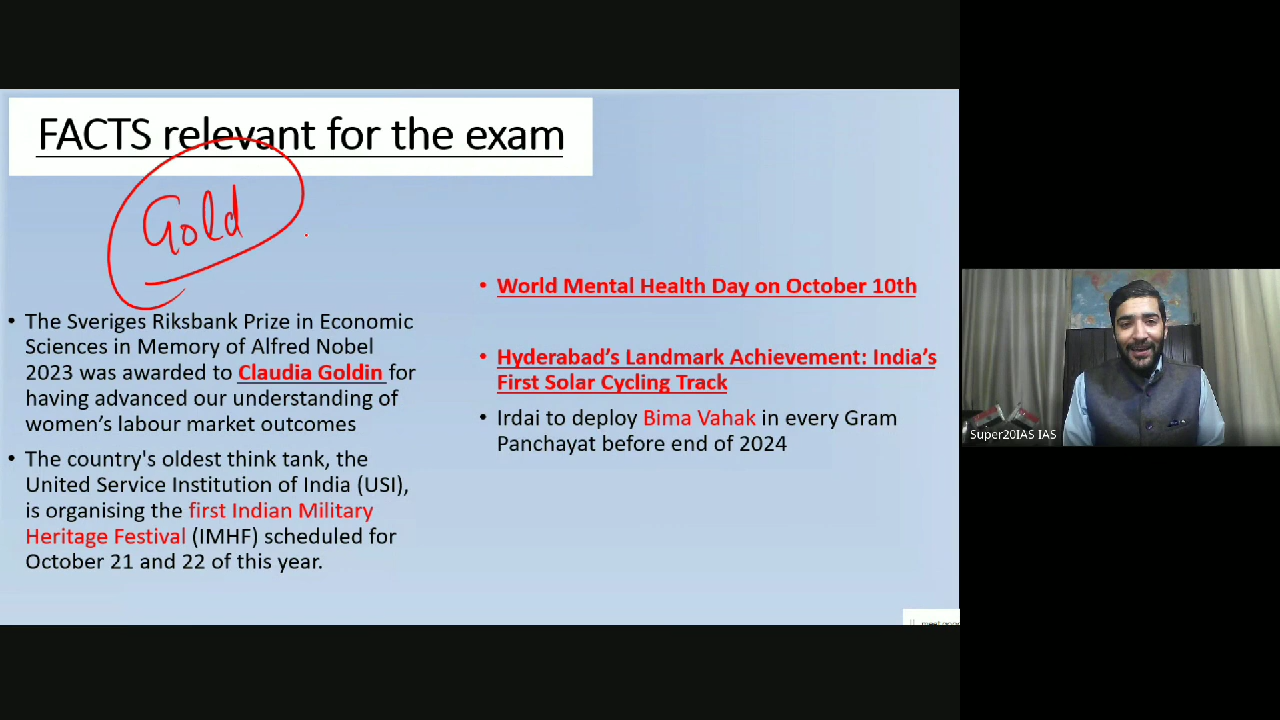 FACTS relevant for the exam
Gold
• The Sveriges Riksbank Prize in Economic
Sciences in Memory of Alfred Nobel
2023 was awarded to Claudia Goldin for
having advanced our understanding of
women's labour market outcomes
• The country's oldest think tank, the
United Service Institution of India (USI),
is organising the first Indian Military
Heritage Festival (IMHF) scheduled for
October 21 and 22 of this year.
• World Mental Health Day on October 10th
• Hyderabad's Landmark Achievement: India's
First Solar Cycling Track
• Irdai to deploy Bima Vahak in every Gram
Panchayat before end of 2024
Super20IAS IAS